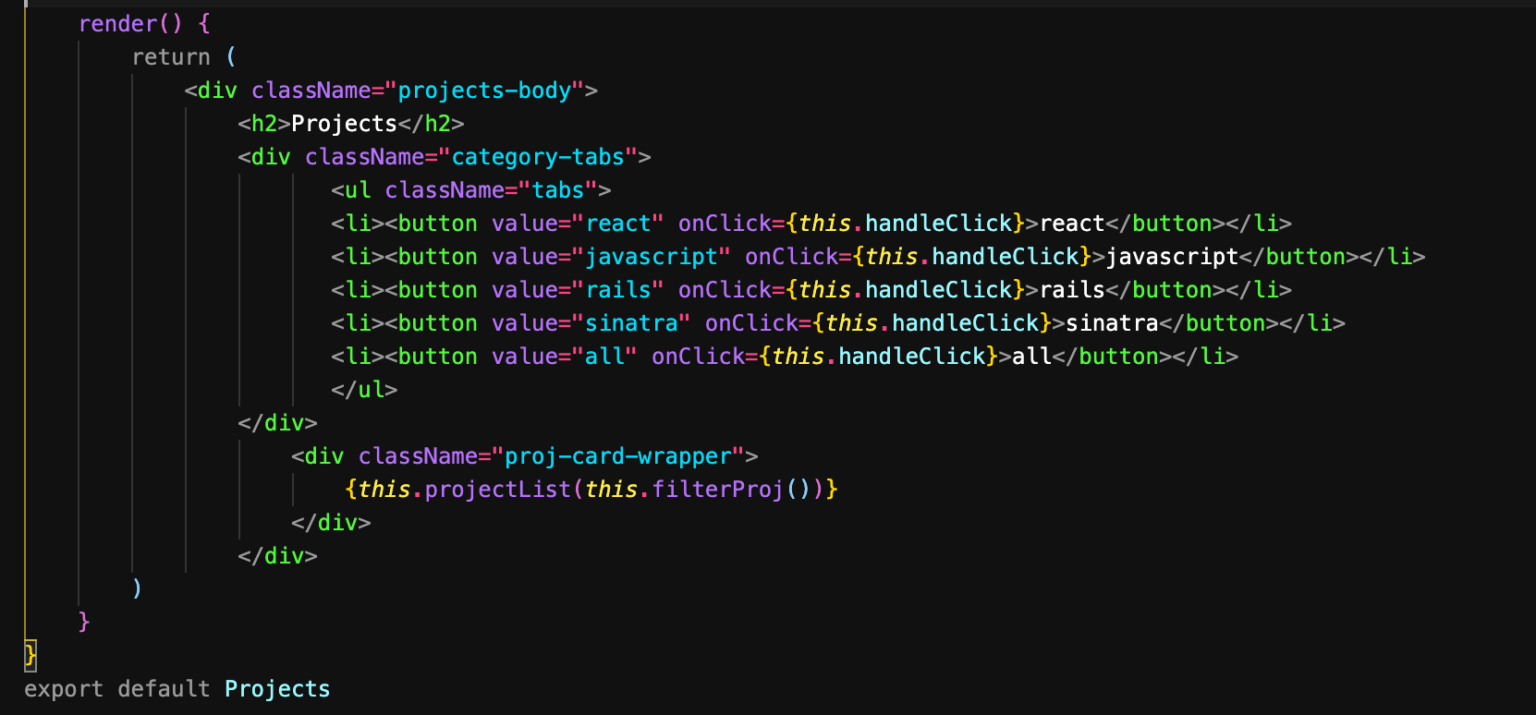 render() {
return (
<div className="projects-body">
<h2>Projects</h2>
<div className="category-tabs">
<ul className="tabs">
<li><button value="react" onClick={this.handleClick}>react</button></li>
<li><button value="javascript" onClick={this.handleClick}>javascript</button></li>
<li><button value="rails" onClick={this.handleClick}>rails</button></li>
<li><button value="sinatra" onClick={this.handleClick}>sinatra</button></li>
<li><button value="all" onClick={this.handleClick}>all</button></li>
</ul>
</div>
<div className="proj-card-wrapper">
{this.projectList(this.filterProj())}
</div>
</div>
)
}
}
export default Projects